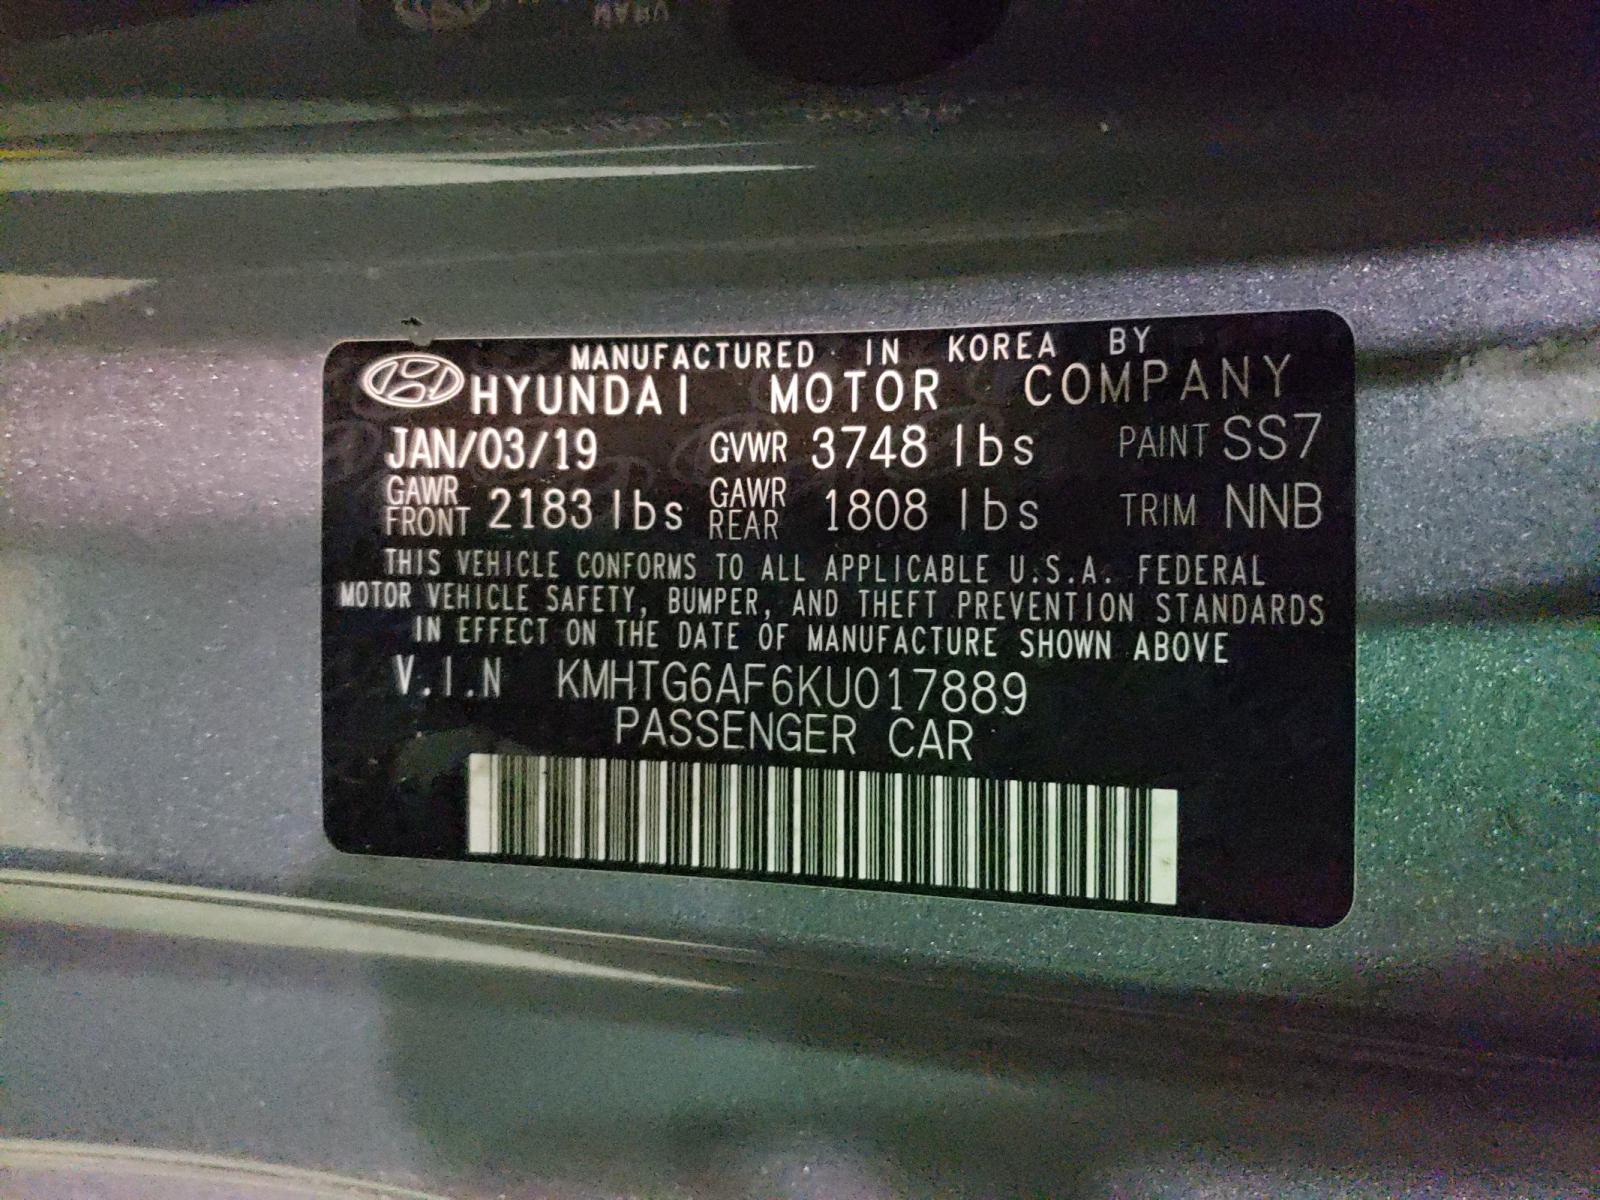 MANUFACTURED IN KOREA BY
HYUNDAI MOTOR COMPANY
JAN/03/19 GVWR 3748 lbs PAINT SS7
GAWR FRONT 2183 lbs GAWR REAR 1808 lbs TRIM NNB
THIS VEHICLE CONFORMS TO ALL APPLICABLE U.S.A. FEDERAL
MOTOR VEHICLE SAFETY, BUMPER, AND THEFT PREVENTION STANDARDS
IN EFFECT ON THE DATE OF MANUFACTURE SHOWN ABOVE
V.I.N KMHTG6AF6KU017889
PASSENGER CAR